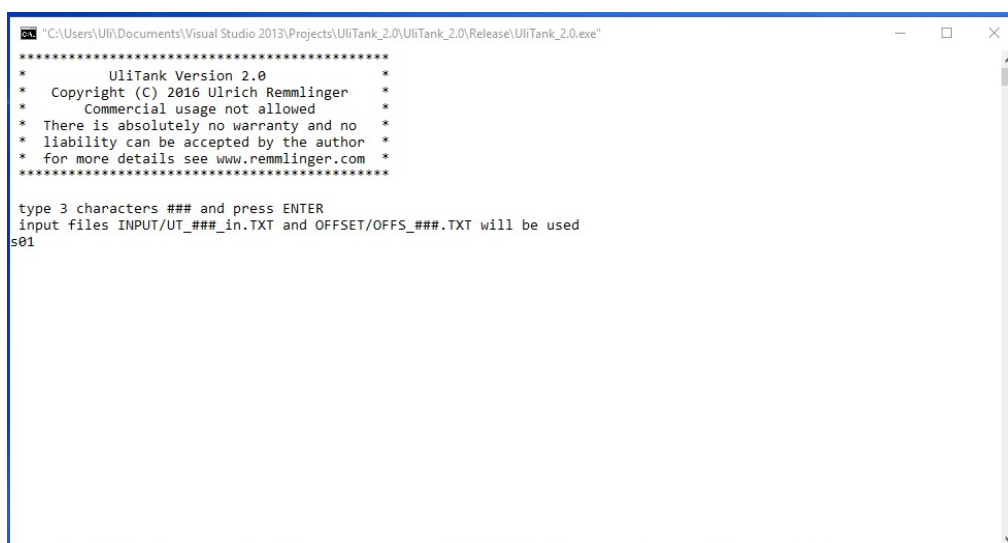 "C:\Users\Uli\Documents\Visual Studio 2013\Projects\UliTank_2.0\UliTank_2.0\Release\UliTank_2.0.exe"
**********************************************
*          UliTank Version 2.0              *
*   Copyright (C) 2016 Ulrich Remmlinger    *
*       Commercial usage not allowed        *
*  There is absolutely no warranty and no   *
*  liability can be accepted by the author  *
*  for more details see www.remmlinger.com  *
**********************************************
type 3 characters ### and press ENTER
input files INPUT/UT_###_in.TXT and OFFSET/OFFS_###.TXT will be used
s01